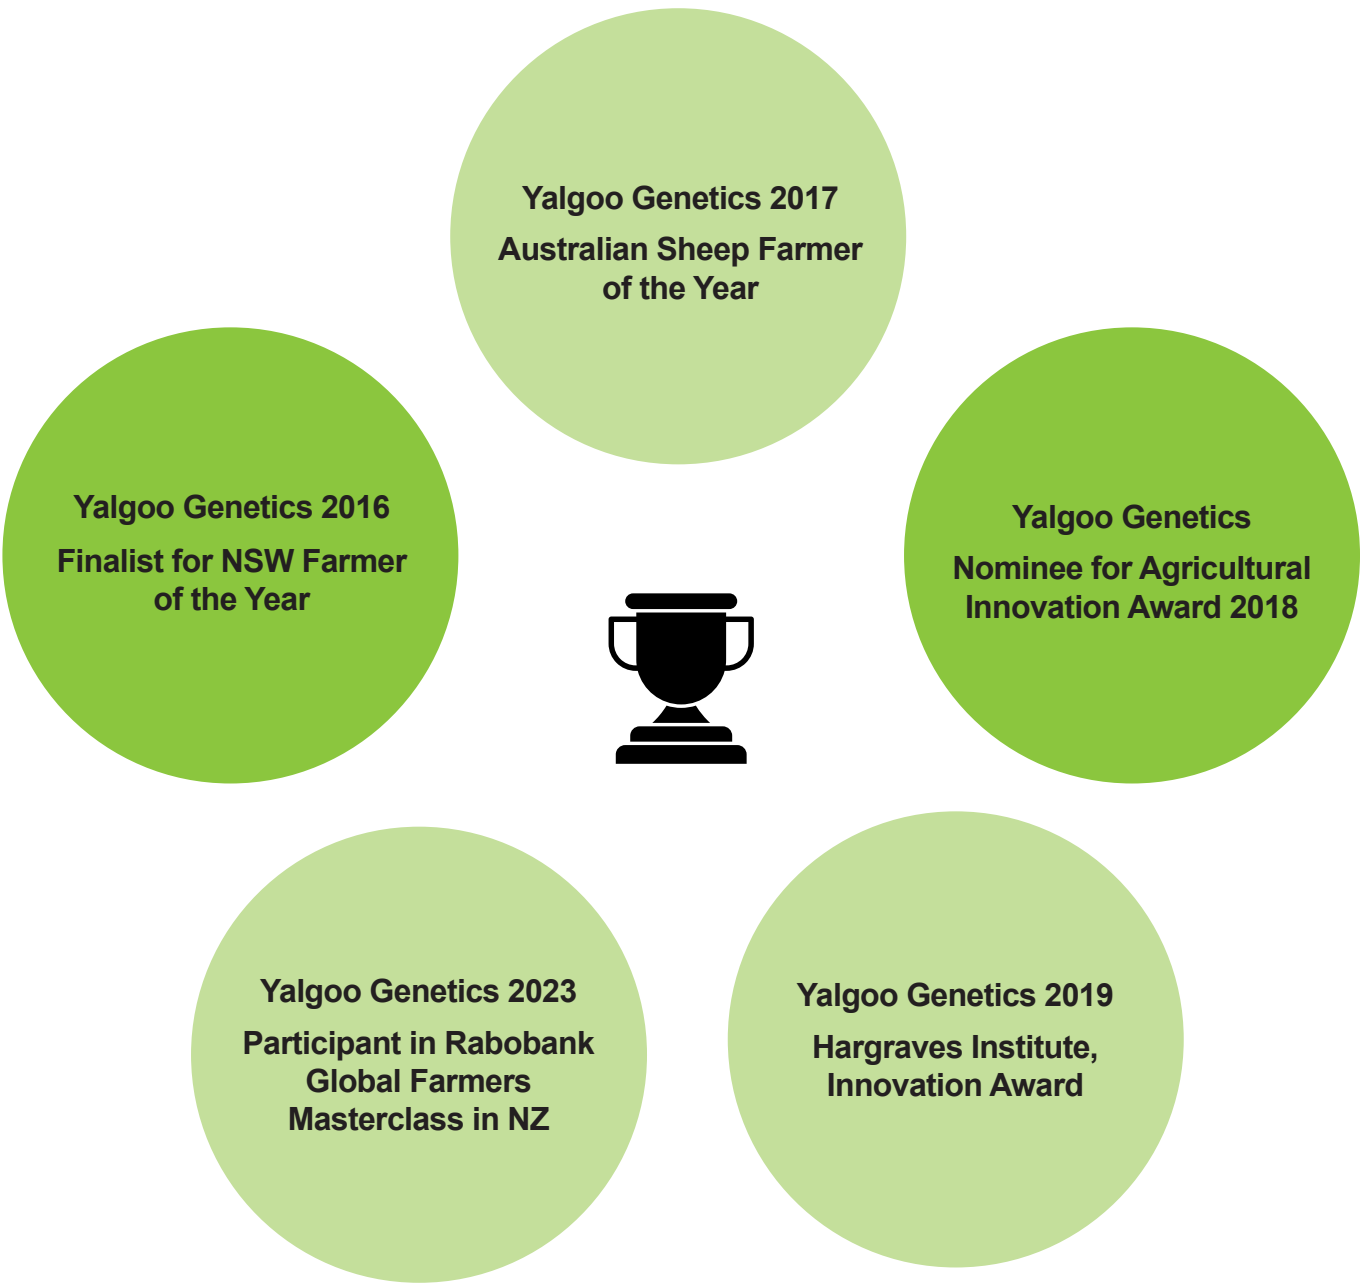 Yalgoo Genetics 2017
Australian Sheep Farmer
of the Year
Yalgoo Genetics 2016
Finalist for NSW Farmer
of the Year
Yalgoo Genetics
Nominee for Agricultural
Innovation Award 2018
Yalgoo Genetics 2023
Participant in Rabobank
Global Farmers
Masterclass in NZ
Yalgoo Genetics 2019
Hargraves Institute,
Innovation Award